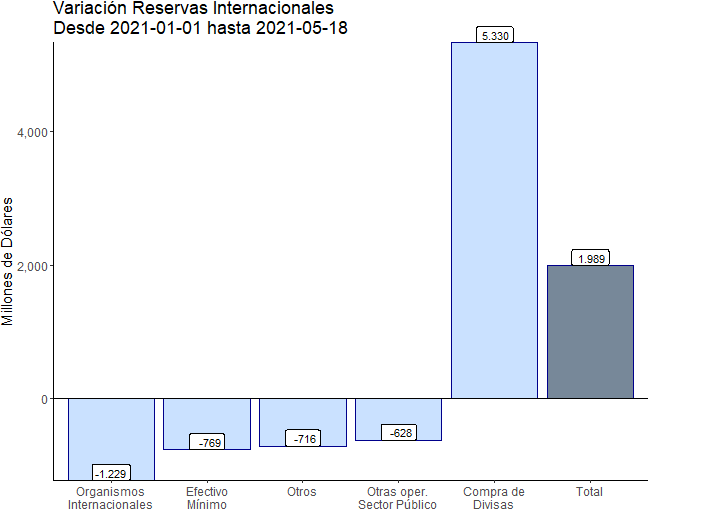 Variación Reservas Internacionales
Desde 2021-01-01 hasta 2021-05-18
Millones de Dólares
4,000
2,000
0
-1.229
-769
-716
-628
5.330
1.989
Organismos
Internacionales
Efectivo
Mínimo
Otros
Otras oper.
Sector Público
Compra de
Divisas
Total